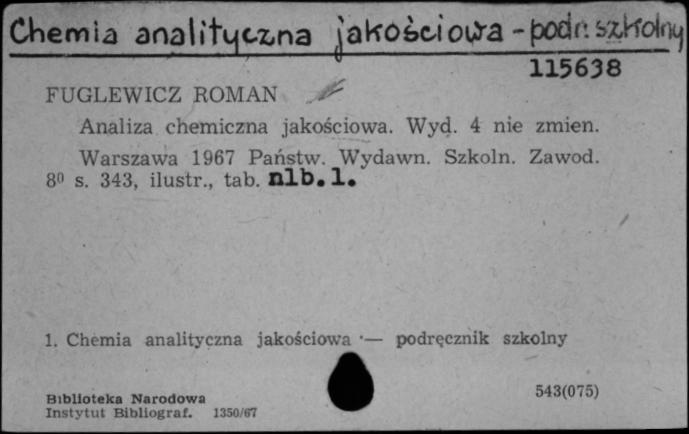 Chemia analityczna jakościowa - podr. szkolny
115638
FUGLEWICZ ROMAN
Analiza chemiczna jakościowa. Wyd. 4 nie zmien.
Warszawa 1967 Państw. Wydawn. Szkoln. Zawod.
8⁰ s. 343, ilustr., tab. nlb. 1.
1. Chemia analityczna jakościowa — podręcznik szkolny
543(075)
Biblioteka Narodowa
Instytut Bibliograf. 1350/67